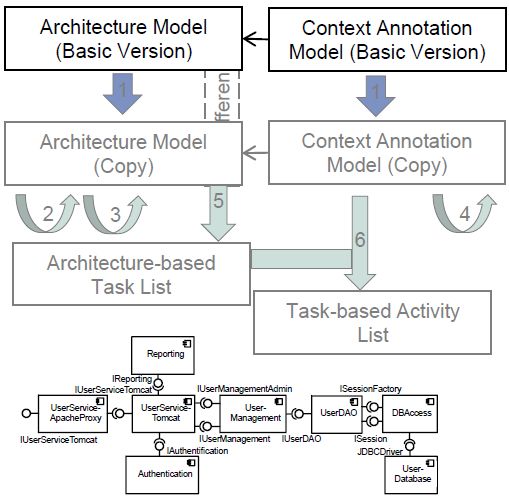 Architecture Model
(Basic Version)
Context Annotation
Model (Basic Version)
1
1
Architecture Model
(Copy)
Context Annotation
Model (Copy)
2
3
5
4
6
Architecture-based
Task List
Task-based Activity
List
Reporting
IReporting
IUserServiceTomcat
IUserManagementAdmin
ISessionFactory
UserService-
ApacheProxy
UserService-
Tomcat
User-
Management
UserDAO
DBAccess
IUserServiceTomcat
IUserManagement
IUserDAO
ISession
IAuthentification
JDBCDriver
Authentification
User-
Database